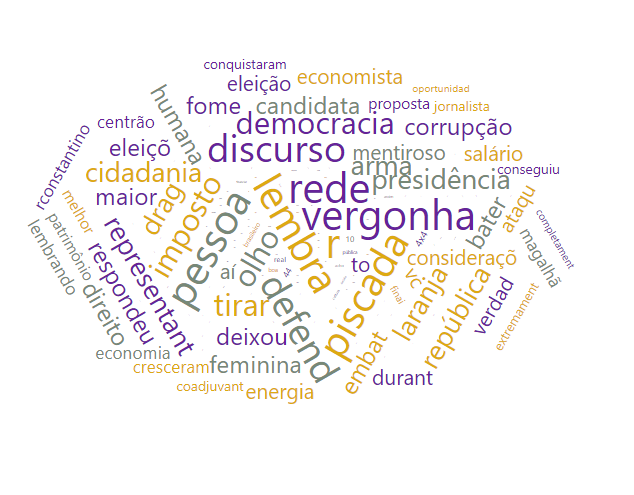 conquistaram
eleição
economista
oportunidad
humana
fome
candidata
proposta
jornalista
centrão
democracia
corrupção
rconstantino
eleiçõ
discurso
mentiroso
salário
cidadania
arma
conseguiu
melhor
maior
drag
imposto
pessoa
lembra
rede
presidência
vergonha
bater
ataqu
completament
patrimônio
lembrando
representant
respondeu
olho
r
10
pública
4x4
magalhã
brasileiro
real
aí
44
to
piscada
consideraçõ
vc
final
direito
tirar
defend
laranja
república
verdad
extremament
economia
deixou
cresceram
feminina
embat
durant
coadjuvant
energia